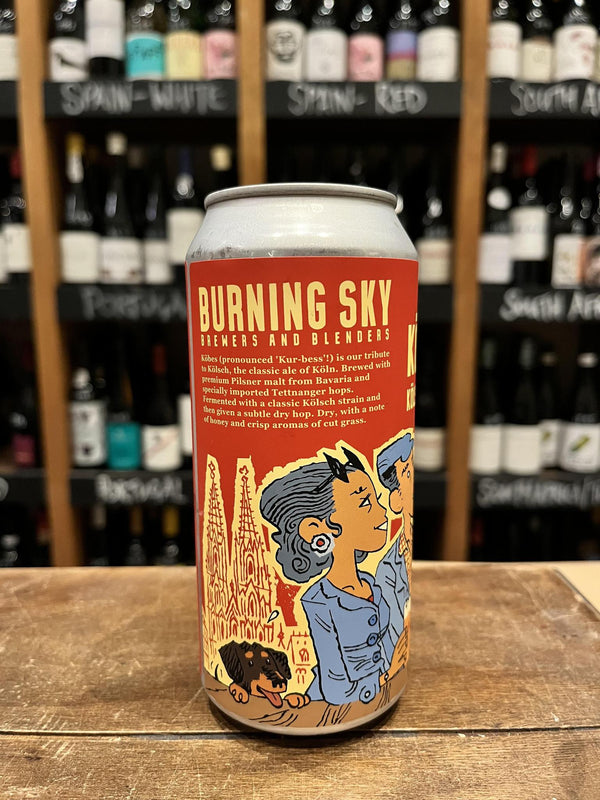 SPAIN-WHITE
SPAIN-RED
SOUTH AF
PORTUGAL
SOUTH AFR
PORTUGAL
BURNING SKY
BREWERS AND BLENDERS
Köbes (pronounced 'Kur-bess'!) is our tribute
to Kölsch, the classic ale of Köln. Brewed with
premium Pilsner malt from Bavaria and
specially imported Tettnanger hops.
Fermented with a classic Kölsch strain and
then given a subtle dry hop. Dry, with a note
of honey and crisp aromas of cut grass.
KÖ